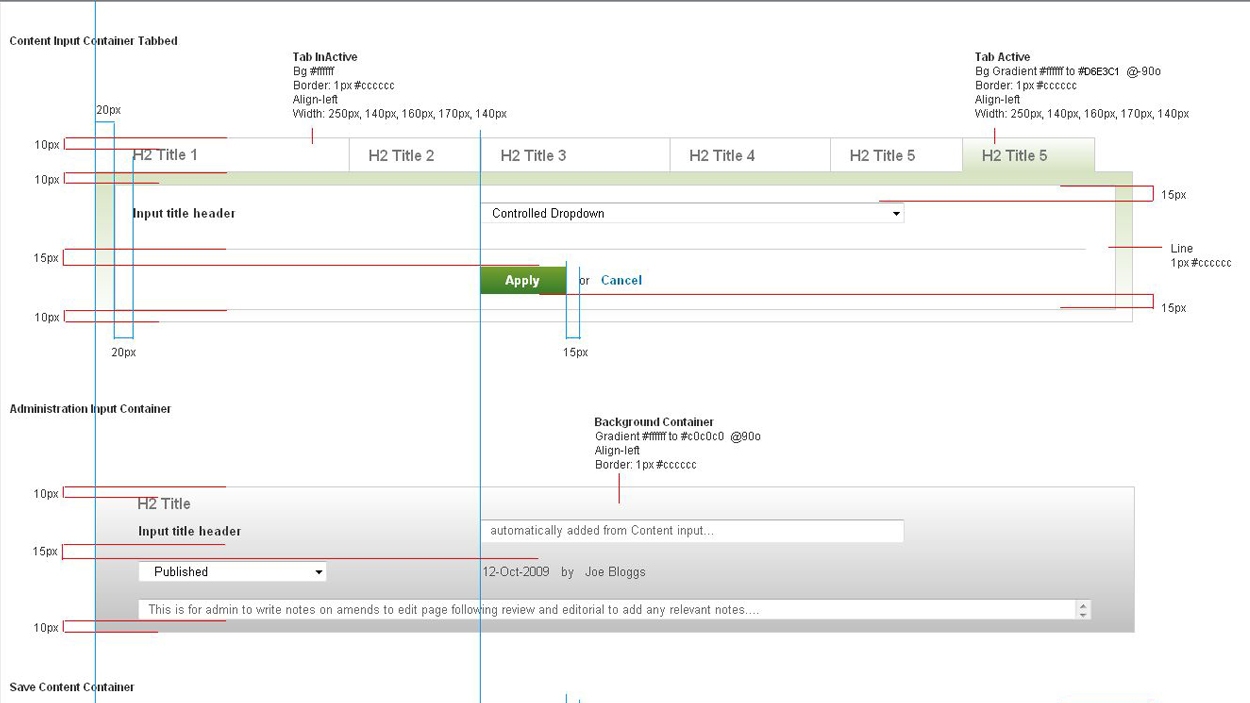 Content Input Container Tabbed
Tab InActive
Bg #ffffff
Border: 1px #cccccc
Align-left
Width: 250px, 140px, 160px, 170px, 140px
Tab Active
Bg Gradient #ffffff to #D6E3C1 @-90o
Border: 1px #cccccc
Align-left
Width: 250px, 140px, 160px, 170px, 140px
20px
10px
H2 Title 1
H2 Title 2
H2 Title 3
H2 Title 4
H2 Title 5
H2 Title 5
10px
15px
Input title header
Controlled Dropdown
15px
Line
1px #cccccc
Apply
or
Cancel
10px
15px
20px
15px
Administration Input Container
Background Container
Gradient #ffffff to #c0c0c0 @90o
Align-left
Border: 1px #cccccc
10px
H2 Title
Input title header
automatically added from Content input...
15px
Published
12-Oct-2009 by Joe Bloggs
This is for admin to write notes on amends to edit page following review and editorial to add any relevant notes....
10px
Save Content Container